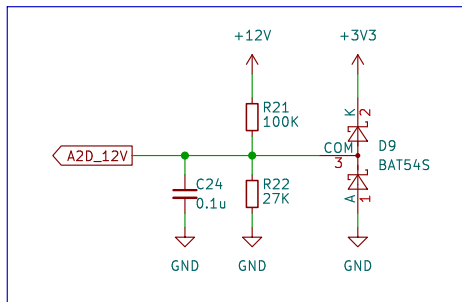 +12V
+3V3
R21
100K
K
2
COM
3
D9
BAT54S
A2D_12V
C24
0.1u
R22
27K
A
1
GND
GND
GND